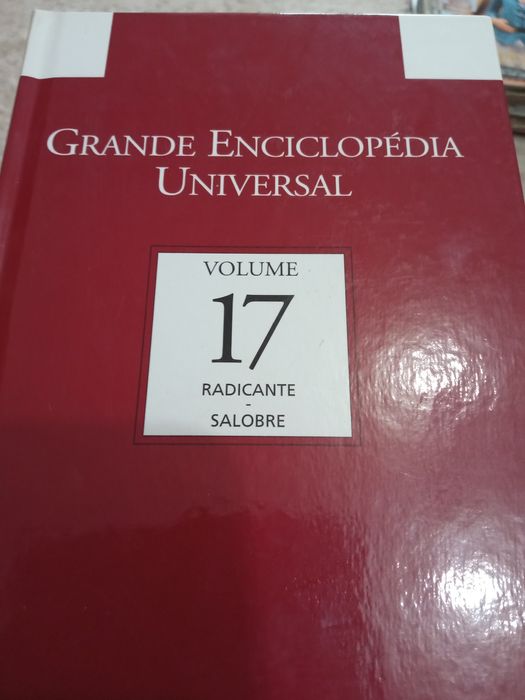 GRANDE ENCICLOPÉDIA
UNIVERSAL
VOLUME
17
RADICANTE
-
SALOBRE